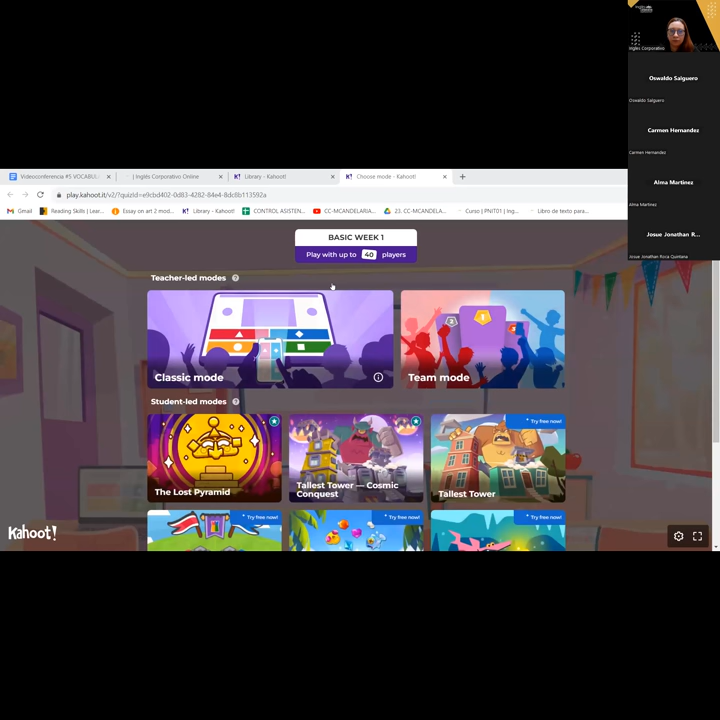 Inglés Corporativo
Oswaldo Salguero
Oswaldo Salguero
Carmen Hernandez
Carmen Hernandez
Alma Martinez
Alma Martinez
Josue Jonathan R...
Josue Jonathan Roca Quintana
Videoconferencia #5 VOCABUL
| Inglés Corporativo Online
Library - Kahoot!
Choose mode - Kahoot!
play.kahoot.it/v2/?quizId=e9cbd402-0d83-4282-84e4-8dc8b113592a
Gmail
Reading Skills | Lear...
Essay on art 2 mod...
Library - Kahoot!
CONTROL ASISTEN...
CC-MCANDELARIA...
23. CC-MCANDELA...
Curso | PNIT01 | Ing...
Libro de texto para...
BASIC WEEK 1
Play with up to 40 players
Teacher-led modes
Classic mode
Team mode
Student-led modes
The Lost Pyramid
Tallest Tower — Cosmic
Conquest
Try free now!
Tallest Tower
Try free now!
Try free now!
Try free now!
Kahoot!